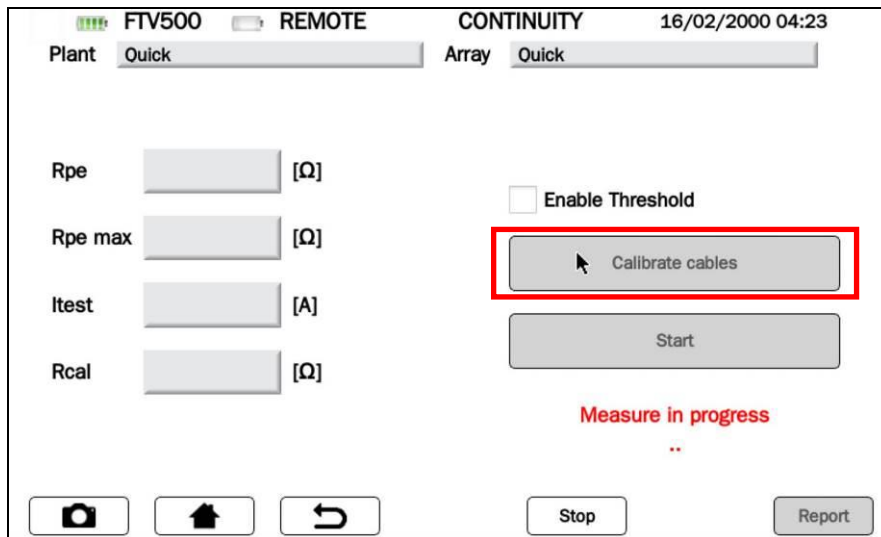 FTV500 REMOTE CONTINUITY 16/02/2000 04:23
Plant Quick Array Quick
Rpe [Ω]
Enable Threshold
Rpe max [Ω]
Calibrate cables
Itest [A]
Start
Rcal [Ω]
Measure in progress
..
Stop Report